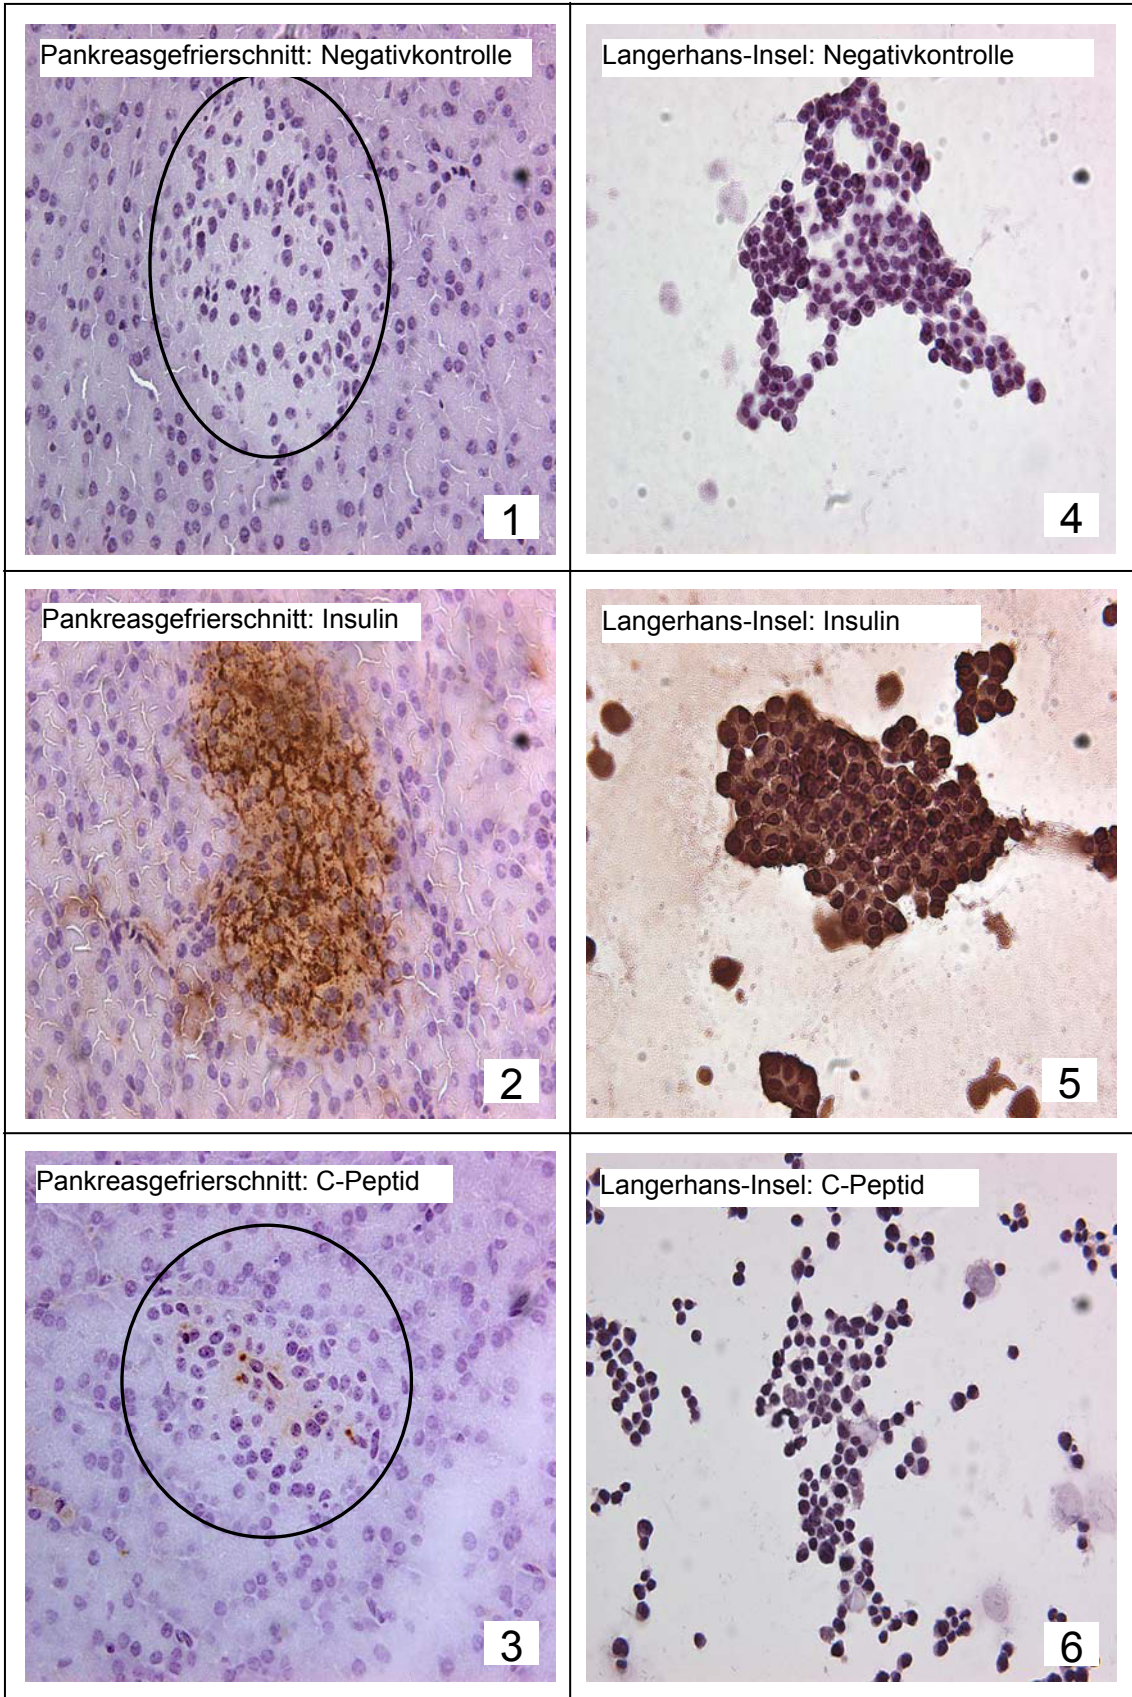 Pankreasgefrierschnitt: Negativkontrolle
1
Langerhans-Insel: Negativkontrolle
4
Pankreasgefrierschnitt: Insulin
2
Langerhans-Insel: Insulin
5
Pankreasgefrierschnitt: C-Peptid
3
Langerhans-Insel: C-Peptid
6